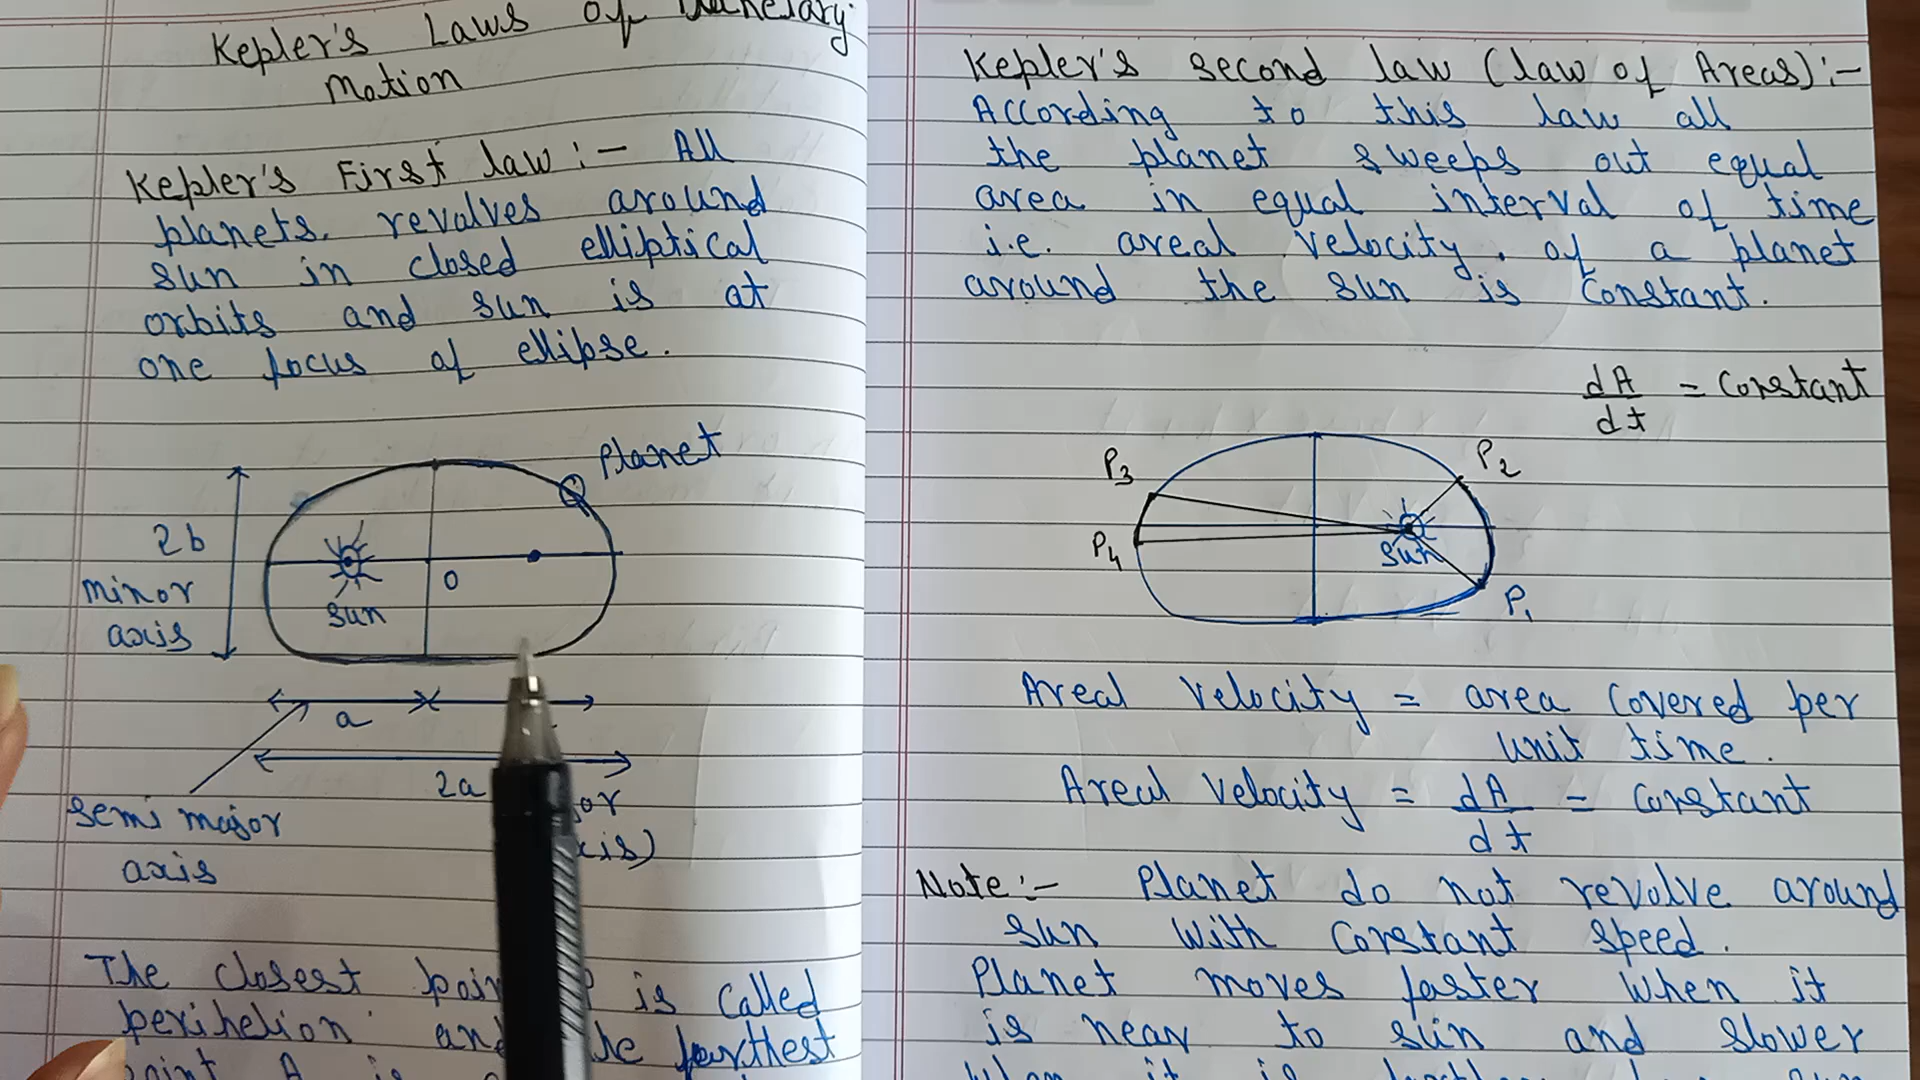 Kepler's Laws of Planetary
Motion
Kepler's First law :- All
planets revolves around
sun in closed elliptical
orbits and sun is at
one focus of ellipse.
Planet
2b
minor
axis
O
sun
a
2a
semi major
axis
The closest is called
perihelion and the farthest
Kepler's second law (law of Areas) :-
According to this law all
the planet sweeps out equal
area in equal interval of time
i.e. areal velocity of a planet
around the sun is constant.
dA/dt = constant
P3
P2
P4
sun
P1
Areal velocity = area covered per
unit time.
Areal velocity = dA/dt = constant
Note :- Planet do not revolve around
sun with constant speed.
Planet moves faster when it
is near to sun and slower